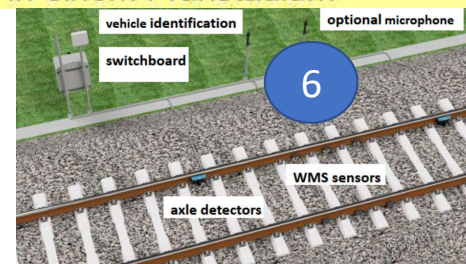 vehicle identification
optional microphone
switchboard
6
WMS sensors
axle detectors